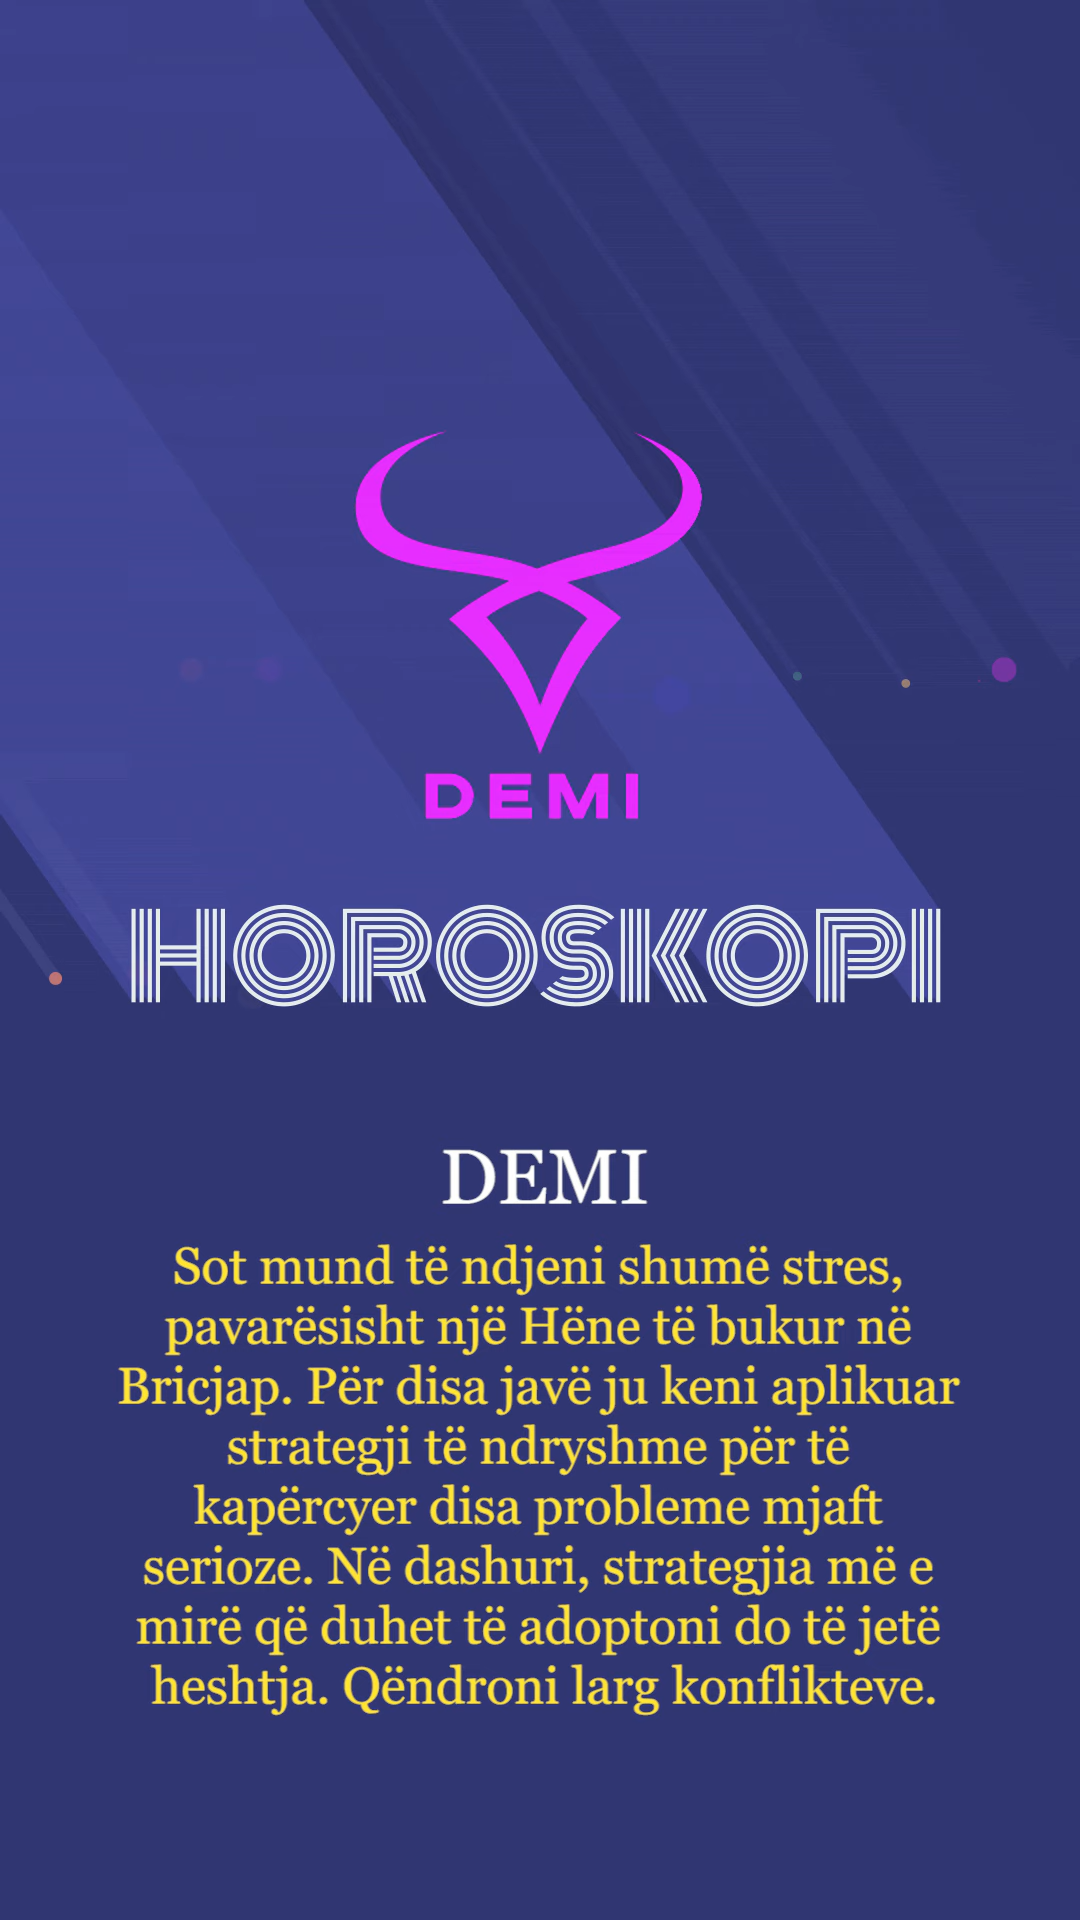 DEMI
HOROSKOPI
DEMI
Sot mund të ndjeni shumë stres,
pavarësisht një Hëne të bukur në
Bricjap. Për disa javë ju keni aplikuar
strategji të ndryshme për të
kapërcyer disa probleme mjaft
serioze. Në dashuri, strategjia më e
mirë që duhet të adoptoni do të jetë
heshtja. Qëndroni larg konflikteve.